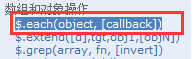 数组和对象操作
$.each(object, [callback])
$.extend([d],tgt,obj1,[objN])
$.grep(array, fn, [invert])